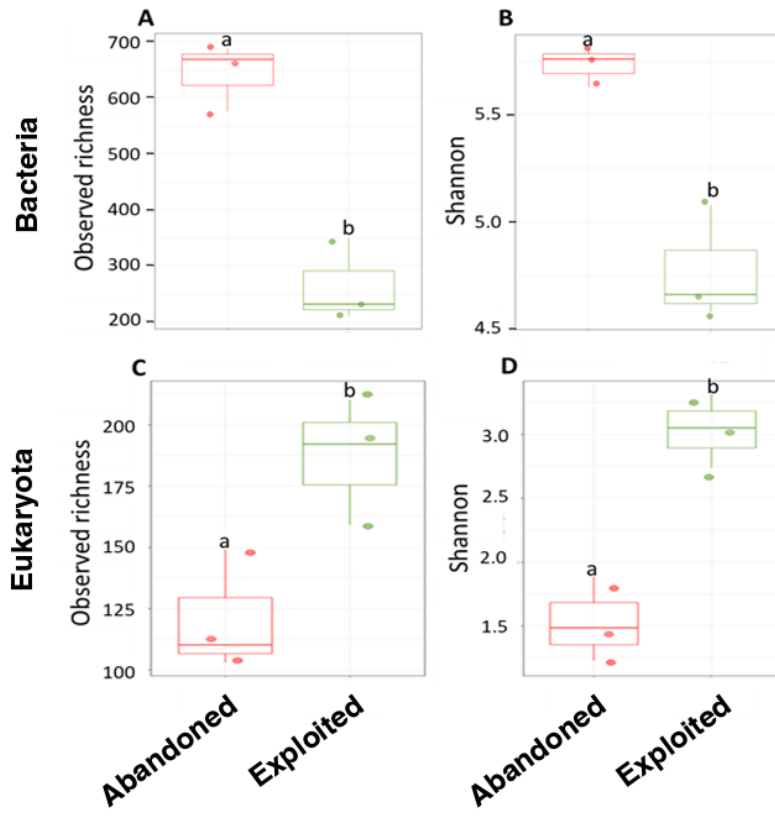 A
B
Bacteria
Observed richness
700
600
500
400
300
200
a
b
Shannon
5.5
5.0
4.5
a
b
C
D
Eukaryota
Observed richness
200
175
150
125
100
a
b
Shannon
3.0
2.5
2.0
1.5
a
b
Abandoned
Exploited
Abandoned
Exploited